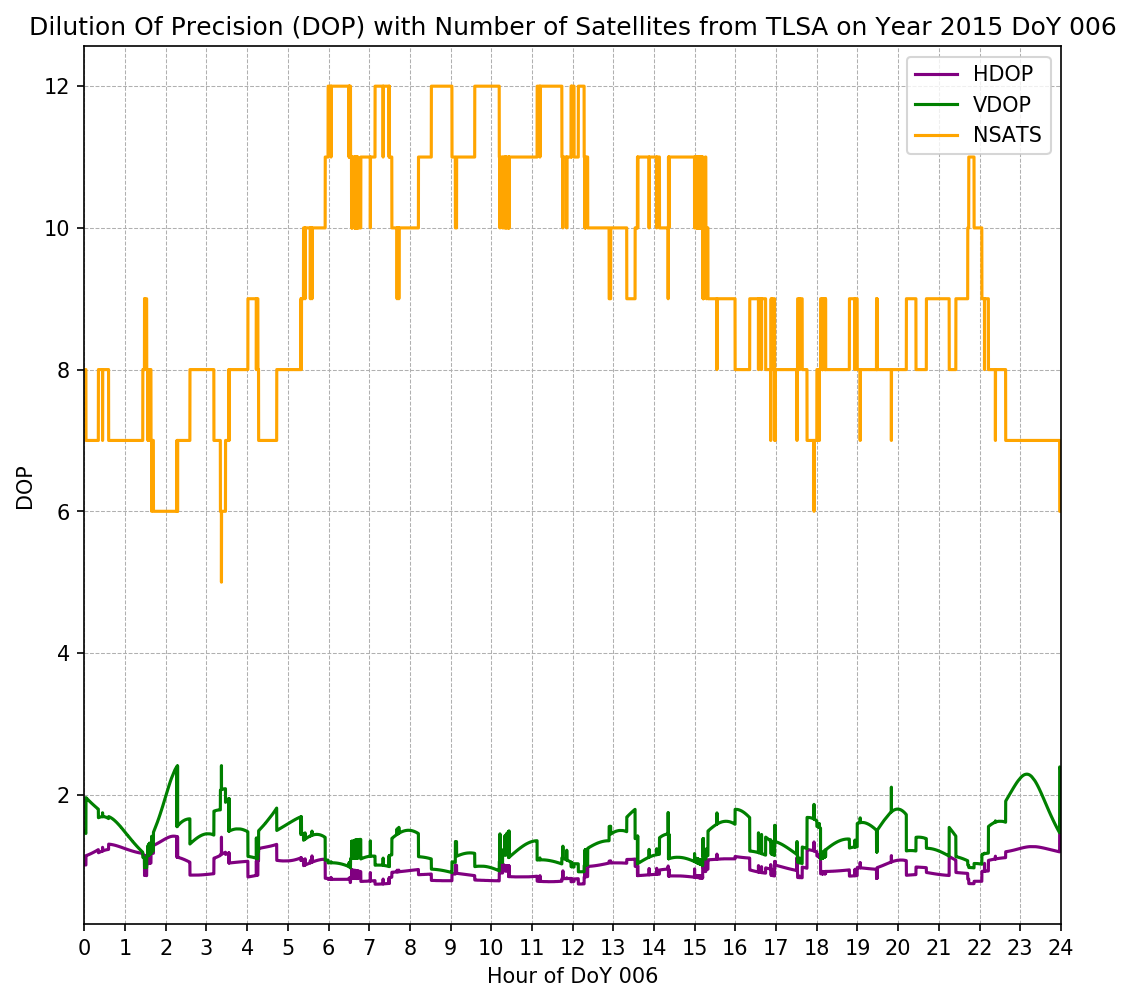 Dilution Of Precision (DOP) with Number of Satellites from TLSA on Year 2015 DoY 006
HDOP
VDOP
NSATS
12
10
8
6
4
2
DOP
0 1 2 3 4 5 6 7 8 9 10 11 12 13 14 15 16 17 18 19 20 21 22 23 24
Hour of DoY 006